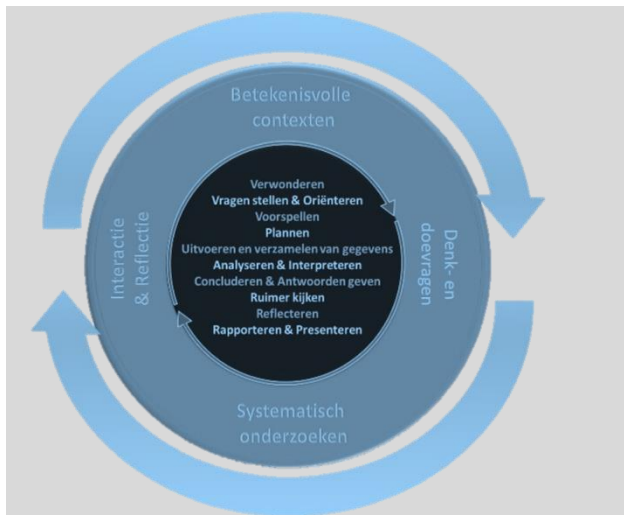 Betekenisvolle
contexten
Verwonderen
Vragen stellen & Oriënteren
Voorspellen
Plannen
Uitvoeren en verzamelen van gegevens
Analyseren & Interpreteren
Concluderen & Antwoorden geven
Ruimer kijken
Reflecteren
Rapporteren & Presenteren
Denk- en
doevragen
Systematisch
onderzoeken
Interactie
& Reflectie